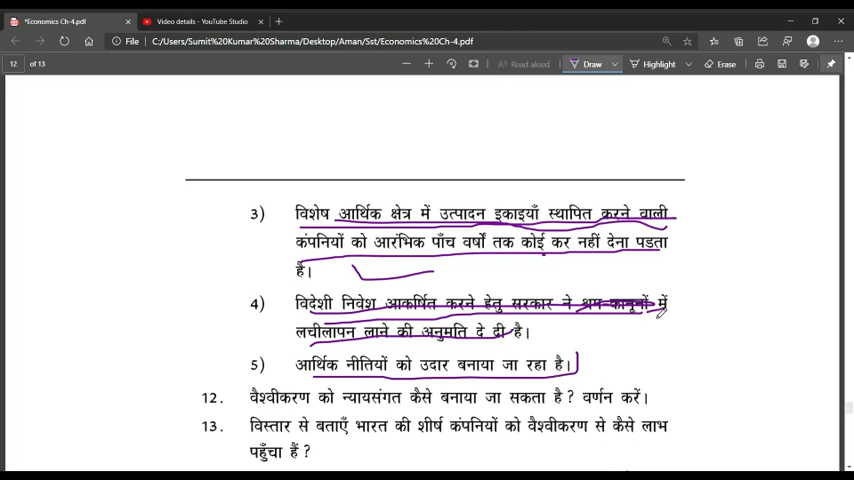 *Economics Ch-4.pdf
Video details - YouTube Studio
File
C:/Users/Sumit%20Kumar%20Sharma/Desktop/Aman/Sst/Economics%20Ch-4.pdf
12 of 13
Read aloud
Draw
Highlight
Erase
3) विशेष आर्थिक क्षेत्र में उत्पादन इकाइयाँ स्थापित करने वाली
कंपनियों को आरंभिक पाँच वर्षों तक कोई कर नहीं देना पडता
है।
4) विदेशी निवेश आकर्षित करने हेतु सरकार ने श्रम कानूनों में
लचीलापन लाने की अनुमति दे दी है।
5) आर्थिक नीतियों को उदार बनाया जा रहा है।
12. वैश्वीकरण को न्यायसंगत कैसे बनाया जा सकता है? वर्णन करें।
13. विस्तार से बताएँ भारत की शीर्ष कंपनियों को वैश्वीकरण से कैसे लाभ
पहुँचा हैं?